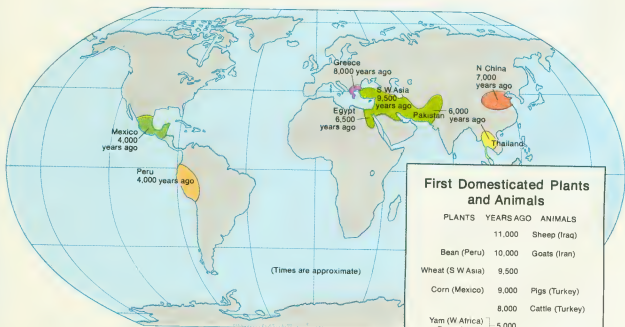 Greece
8,000 years ago
N China
7,000
years ago
S W Asia
9,500
years ago
Egypt
6,500
years ago
Pakistan
6,000
years ago
Thailand
Mexico
4,000
years ago
Peru
4,000 years ago
(Times are approximate)
First Domesticated Plants
and Animals
PLANTS YEARS AGO ANIMALS
11,000 Sheep (Iraq)
Bean (Peru) 10,000 Goats (Iran)
Wheat (S W Asia) 9,500
Corn (Mexico) 9,000 Pigs (Turkey)
8,000 Cattle (Turkey)
Yam (W Africa) 5,000